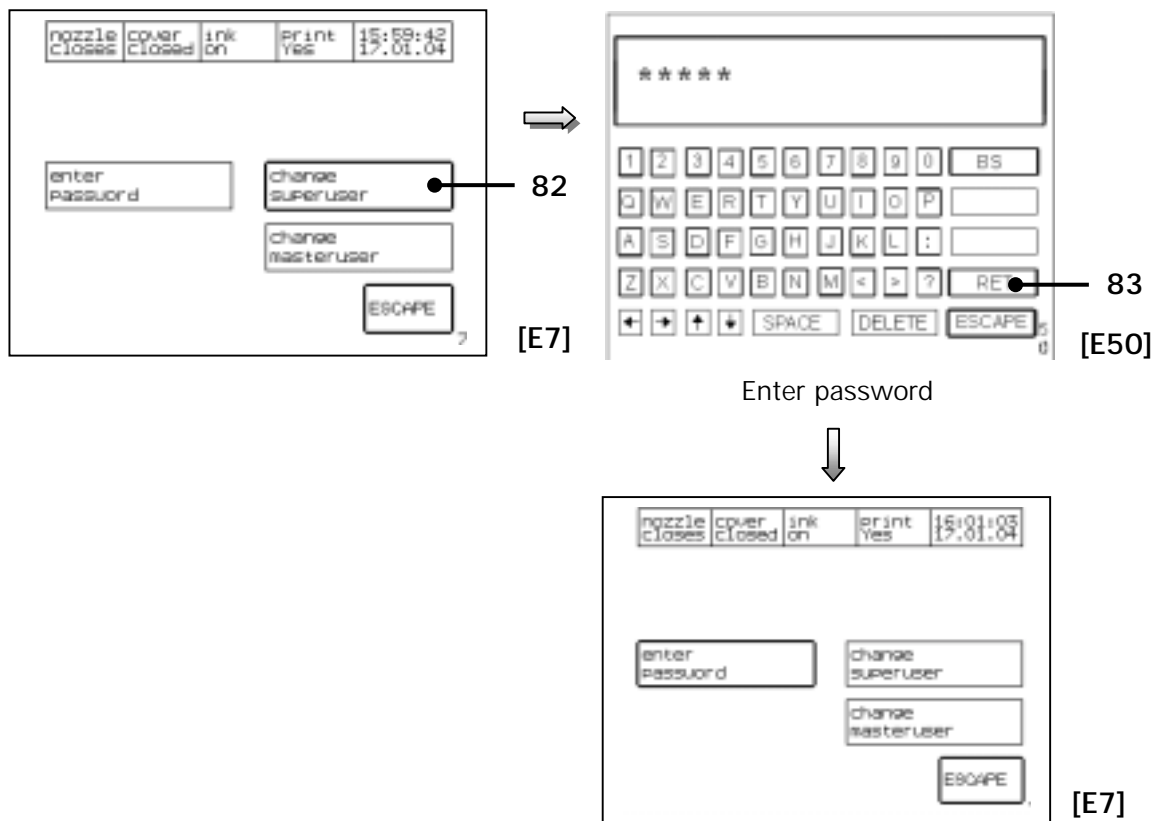 nozzle cover ink print 15:59:42
closes closed on Yes 17.01.04
enter
password
change
superuser
82
change
masteruser
ESCAPE
7
[E7]
*****
1 2 3 4 5 6 7 8 9 0 BS
Q W E R T Y U I O P
A S D F G H J K L :
Z X C V B N M < > ? RET
83
← → ↑ ↓ SPACE DELETE ESCAPE
50
[E50]
Enter password
nozzle cover ink print 16:01:03
closes closed on Yes 17.01.04
enter
password
change
superuser
change
masteruser
ESCAPE
[E7]